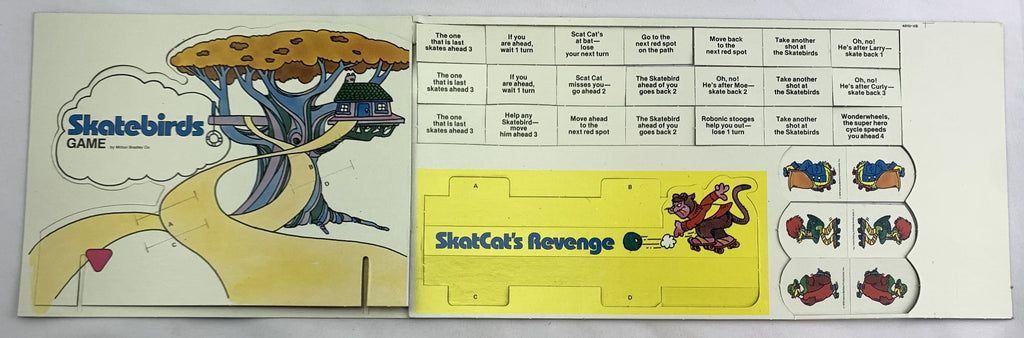 Skatebirds
GAME by Milton Bradley Co.
A
B
C
D
The one
that is last
skates ahead 3
If you
are ahead,
wait 1 turn
Scat Cat's
at bat—
lose
your next turn
Go to the
next red spot
on the path
Move back
to the
next red spot
Take another
shot at
the Skatebirds
Oh, no!
He's after Larry—
skate back 1
The one
that is last
skates ahead 3
If you
are ahead,
wait 1 turn
Scat Cat
misses you—
go ahead 2
The Skatebird
ahead of you
goes back 2
Oh, no!
He's after Moe—
skate back 2
Take another
shot at
the Skatebirds
Oh, no!
He's after Curly—
skate back 3
The one
that is last
skates ahead 3
Help any
Skatebird—
move
him ahead 3
Move ahead
to the
next red spot
The Skatebird
ahead of you
goes back 2
Robonic stooges
help you out—
lose 1 turn
Take another
shot at
the Skatebirds
Wonderwheels,
the super hero
cycle speeds
you ahead 4
A
B
SkatCat's Revenge
C
D